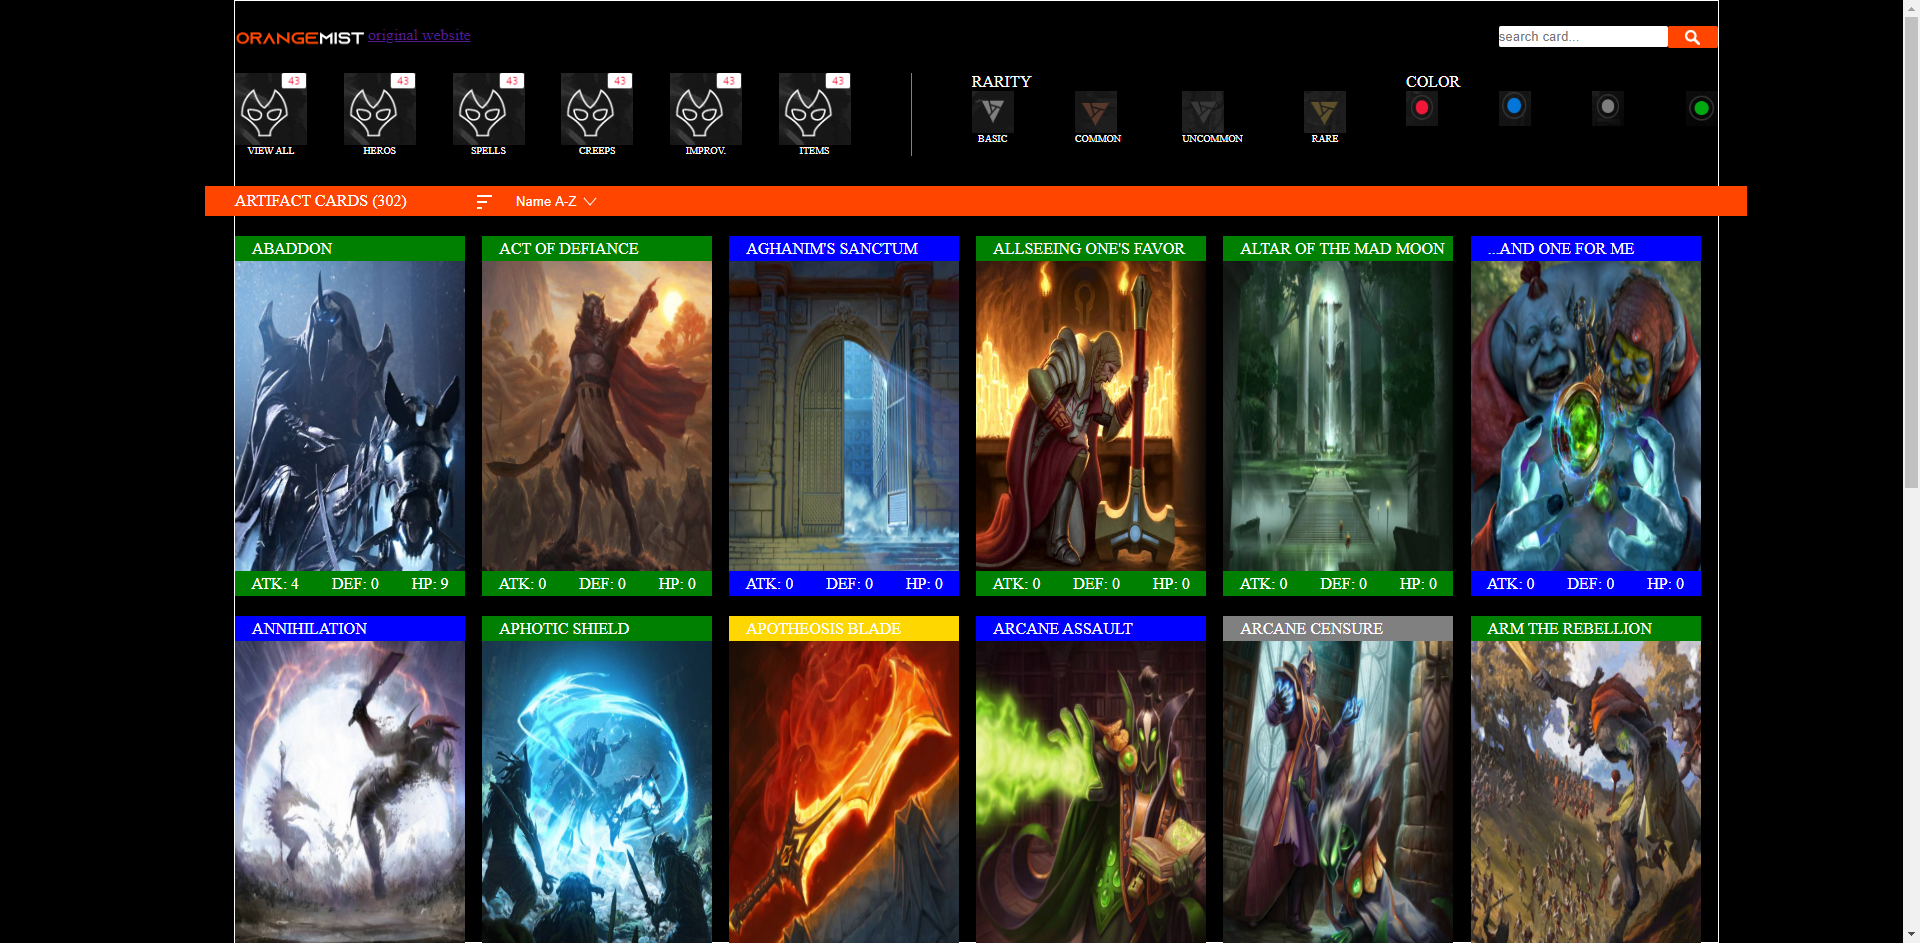 ORANGEMIST original website
search card...
43 43 43 43 43 43
VIEW ALL HEROS SPELLS CREEPS IMPROV. ITEMS
RARITY
BASIC COMMON UNCOMMON RARE
COLOR
ARTIFACT CARDS (302) Name A-Z
ABADDON ACT OF DEFIANCE AGHANIM'S SANCTUM ALLSEEING ONE'S FAVOR ALTAR OF THE MAD MOON ...AND ONE FOR ME
ATK: 4 DEF: 0 HP: 9 ATK: 0 DEF: 0 HP: 0 ATK: 0 DEF: 0 HP: 0 ATK: 0 DEF: 0 HP: 0 ATK: 0 DEF: 0 HP: 0 ATK: 0 DEF: 0 HP: 0
ANNIHILATION APHOTIC SHIELD APOTHEOSIS BLADE ARCANE ASSAULT ARCANE CENSURE ARM THE REBELLION